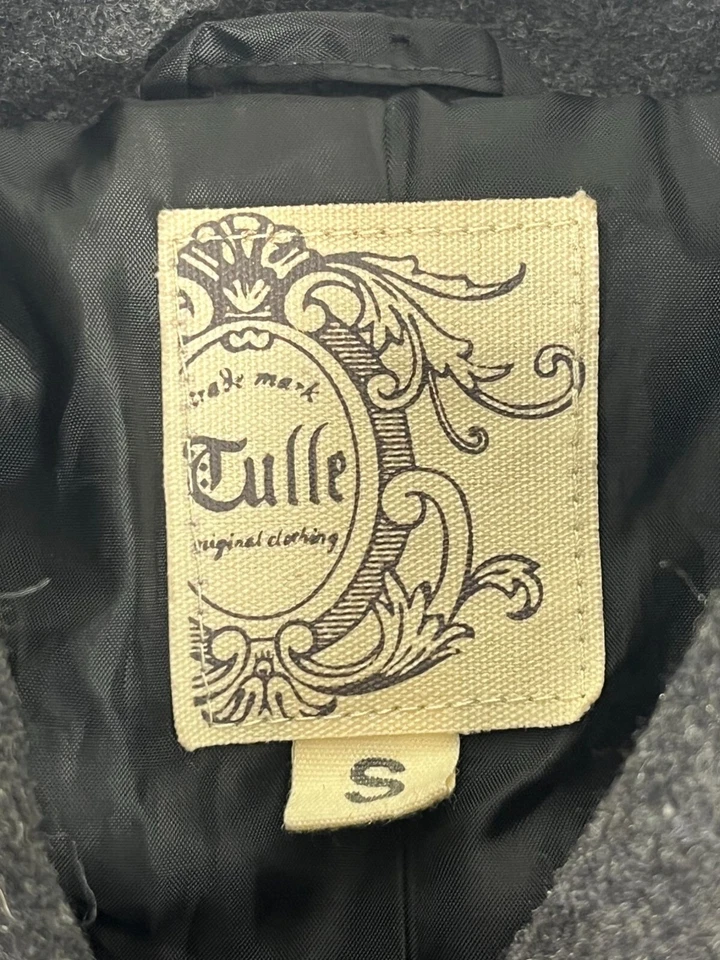 trade mark
Tulle
original clothing
S